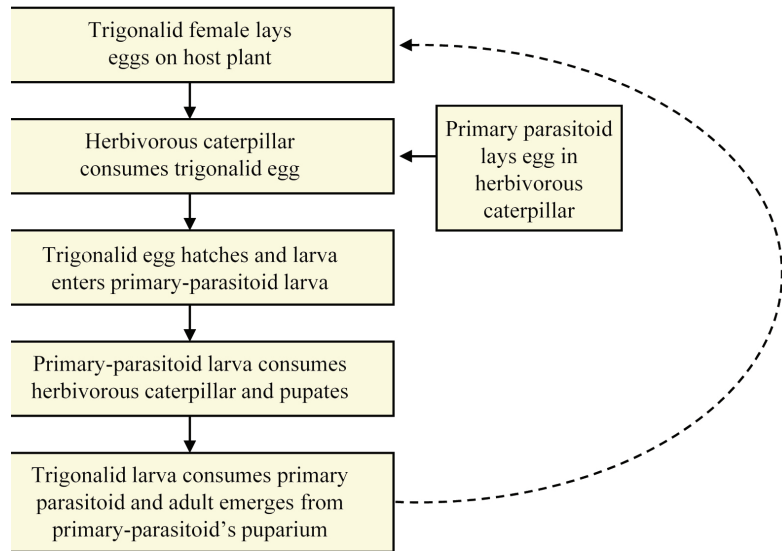 Trigonalid female lays
eggs on host plant
Herbivorous caterpillar
consumes trigonalid egg
Primary parasitoid
lays egg in
herbivorous
caterpillar
Trigonalid egg hatches and larva
enters primary-parasitoid larva
Primary-parasitoid larva consumes
herbivorous caterpillar and pupates
Trigonalid larva consumes primary
parasitoid and adult emerges from
primary-parasitoid's puparium